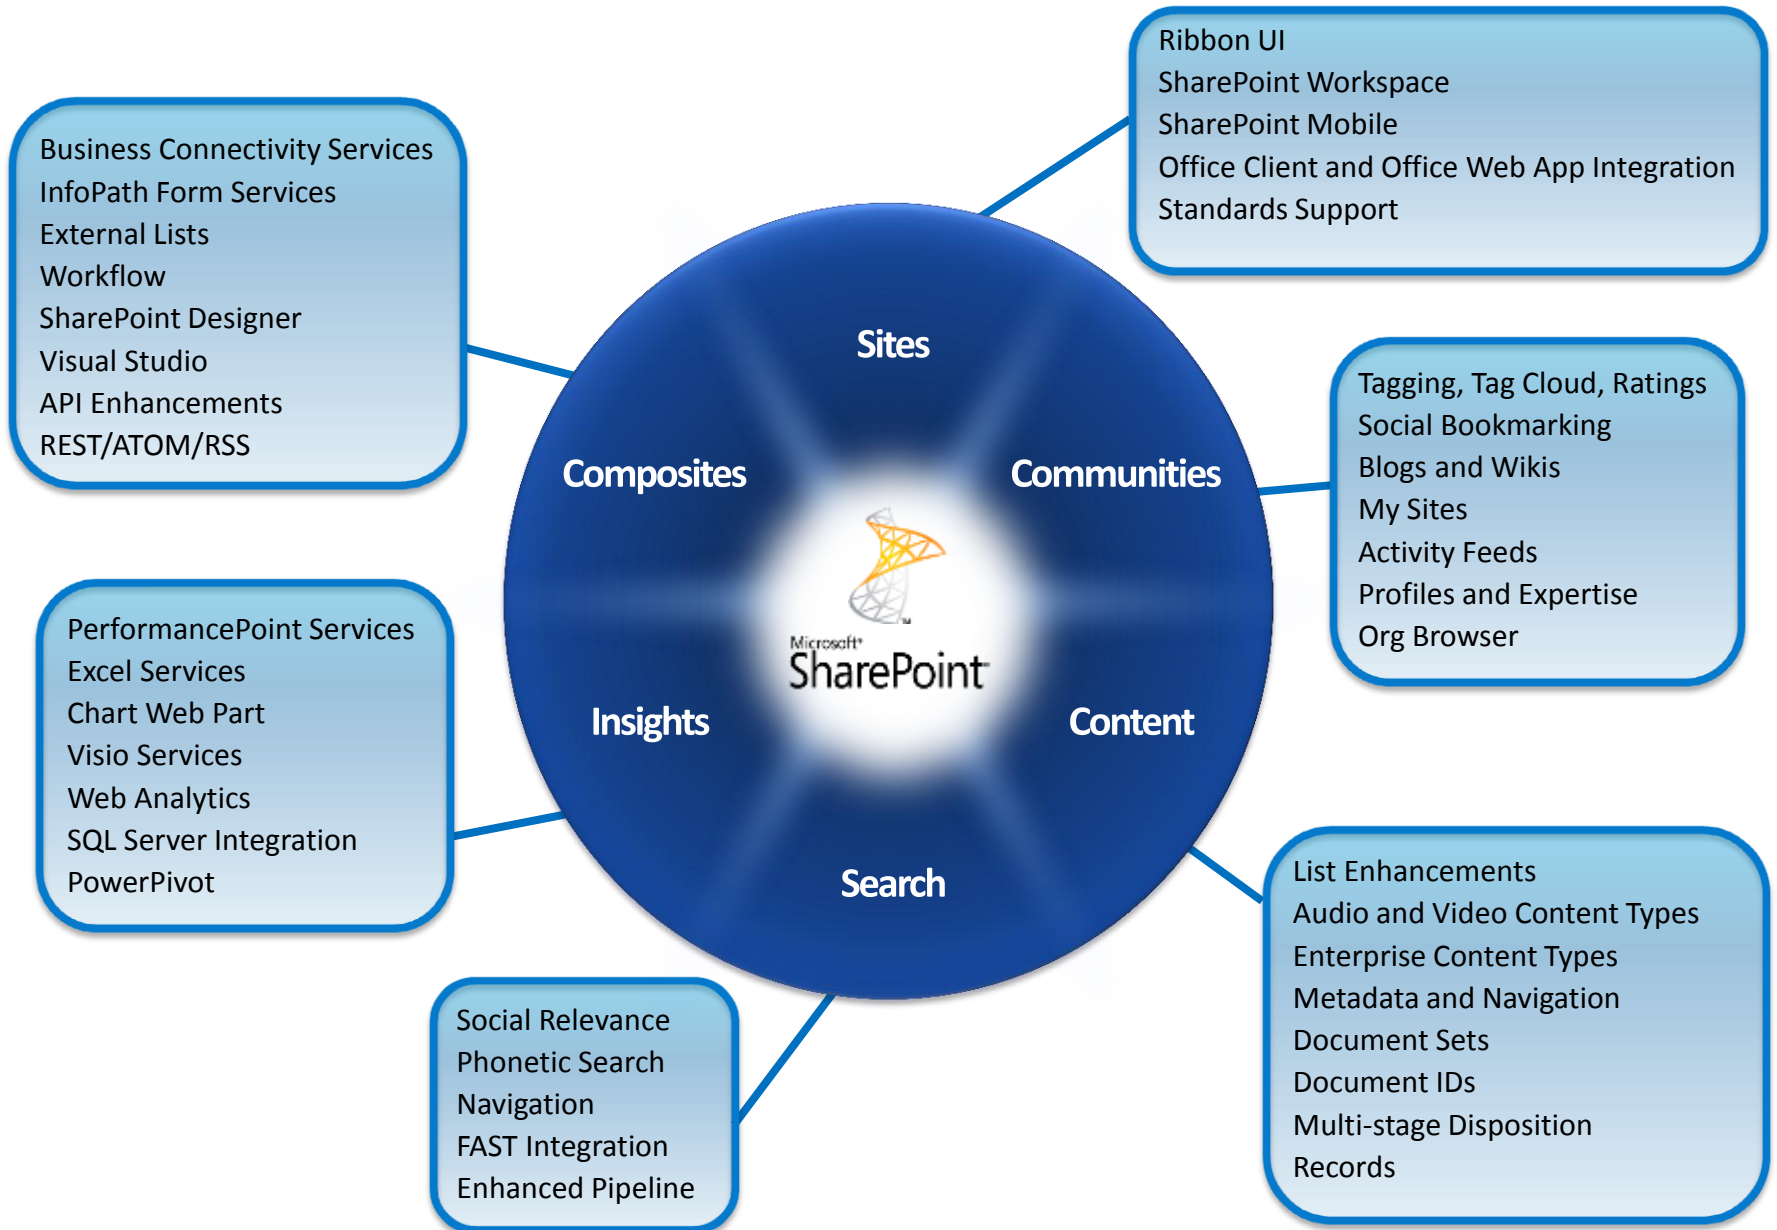 Ribbon UI
SharePoint Workspace
SharePoint Mobile
Office Client and Office Web App Integration
Standards Support
Business Connectivity Services
InfoPath Form Services
External Lists
Workflow
SharePoint Designer
Visual Studio
API Enhancements
REST/ATOM/RSS
Sites
Composites
Communities
Microsoft®
SharePoint™
Insights
Content
Search
Tagging, Tag Cloud, Ratings
Social Bookmarking
Blogs and Wikis
My Sites
Activity Feeds
Profiles and Expertise
Org Browser
PerformancePoint Services
Excel Services
Chart Web Part
Visio Services
Web Analytics
SQL Server Integration
PowerPivot
List Enhancements
Audio and Video Content Types
Enterprise Content Types
Metadata and Navigation
Document Sets
Document IDs
Multi-stage Disposition
Records
Social Relevance
Phonetic Search
Navigation
FAST Integration
Enhanced Pipeline